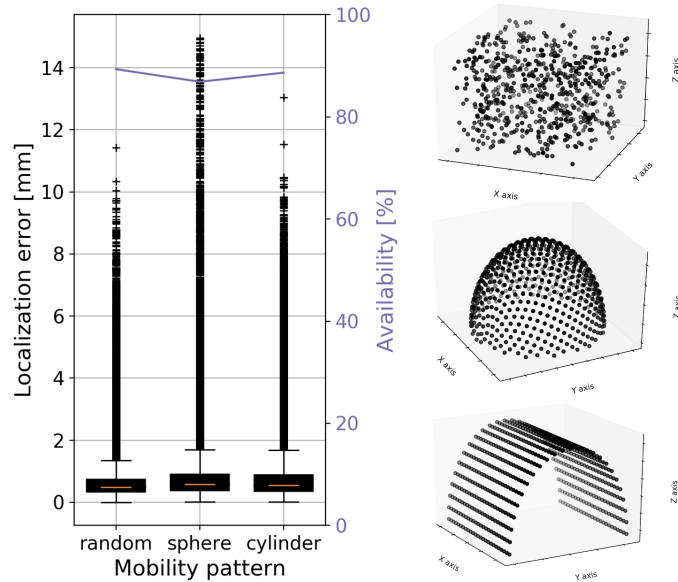 Localization error [mm]
14
12
10
8
6
4
2
0
random sphere cylinder
Mobility pattern
100
80
60
40
20
0
Availability [%]
X axis
Y axis
Z axis
X axis
Y axis
Z axis
X axis
Y axis
Z axis